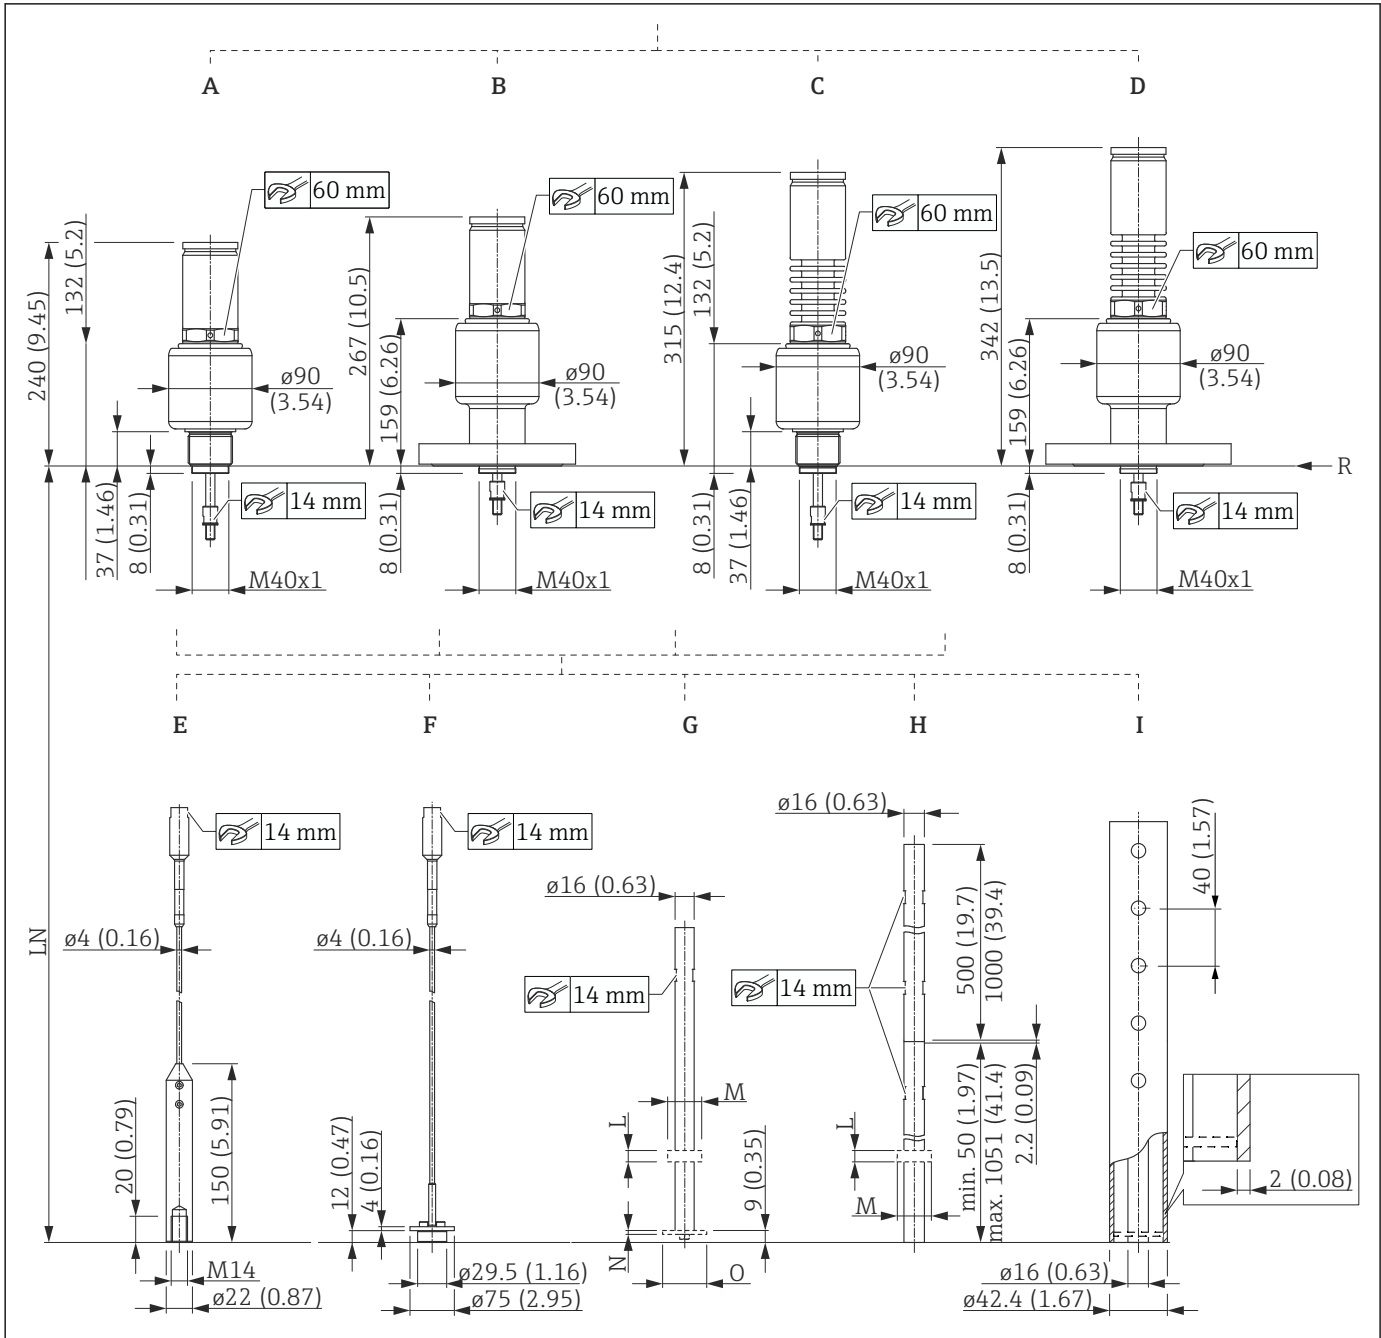 A
B
C
D
60 mm
60 mm
60 mm
60 mm
240 (9.45)
132 (5.2)
267 (10.5)
159 (6.26)
315 (12.4)
132 (5.2)
342 (13.5)
159 (6.26)
ø90
(3.54)
ø90
(3.54)
ø90
(3.54)
ø90
(3.54)
R
37 (1.46)
8 (0.31)
14 mm
8 (0.31)
14 mm
8 (0.31)
37 (1.46)
14 mm
8 (0.31)
14 mm
M40x1
M40x1
M40x1
M40x1
LN
E
F
G
H
I
14 mm
ø4 (0.16)
20 (0.79)
150 (5.91)
M14
ø22 (0.87)
14 mm
ø4 (0.16)
12 (0.47)
4 (0.16)
ø29.5 (1.16)
ø75 (2.95)
ø16 (0.63)
14 mm
L
M
9 (0.35)
N
O
ø16 (0.63)
14 mm
500 (19.7)
1000 (39.4)
L
M
min. 50 (1.97)
max. 1051 (41.4)
2.2 (0.09)
40 (1.57)
2 (0.08)
ø16 (0.63)
ø42.4 (1.67)